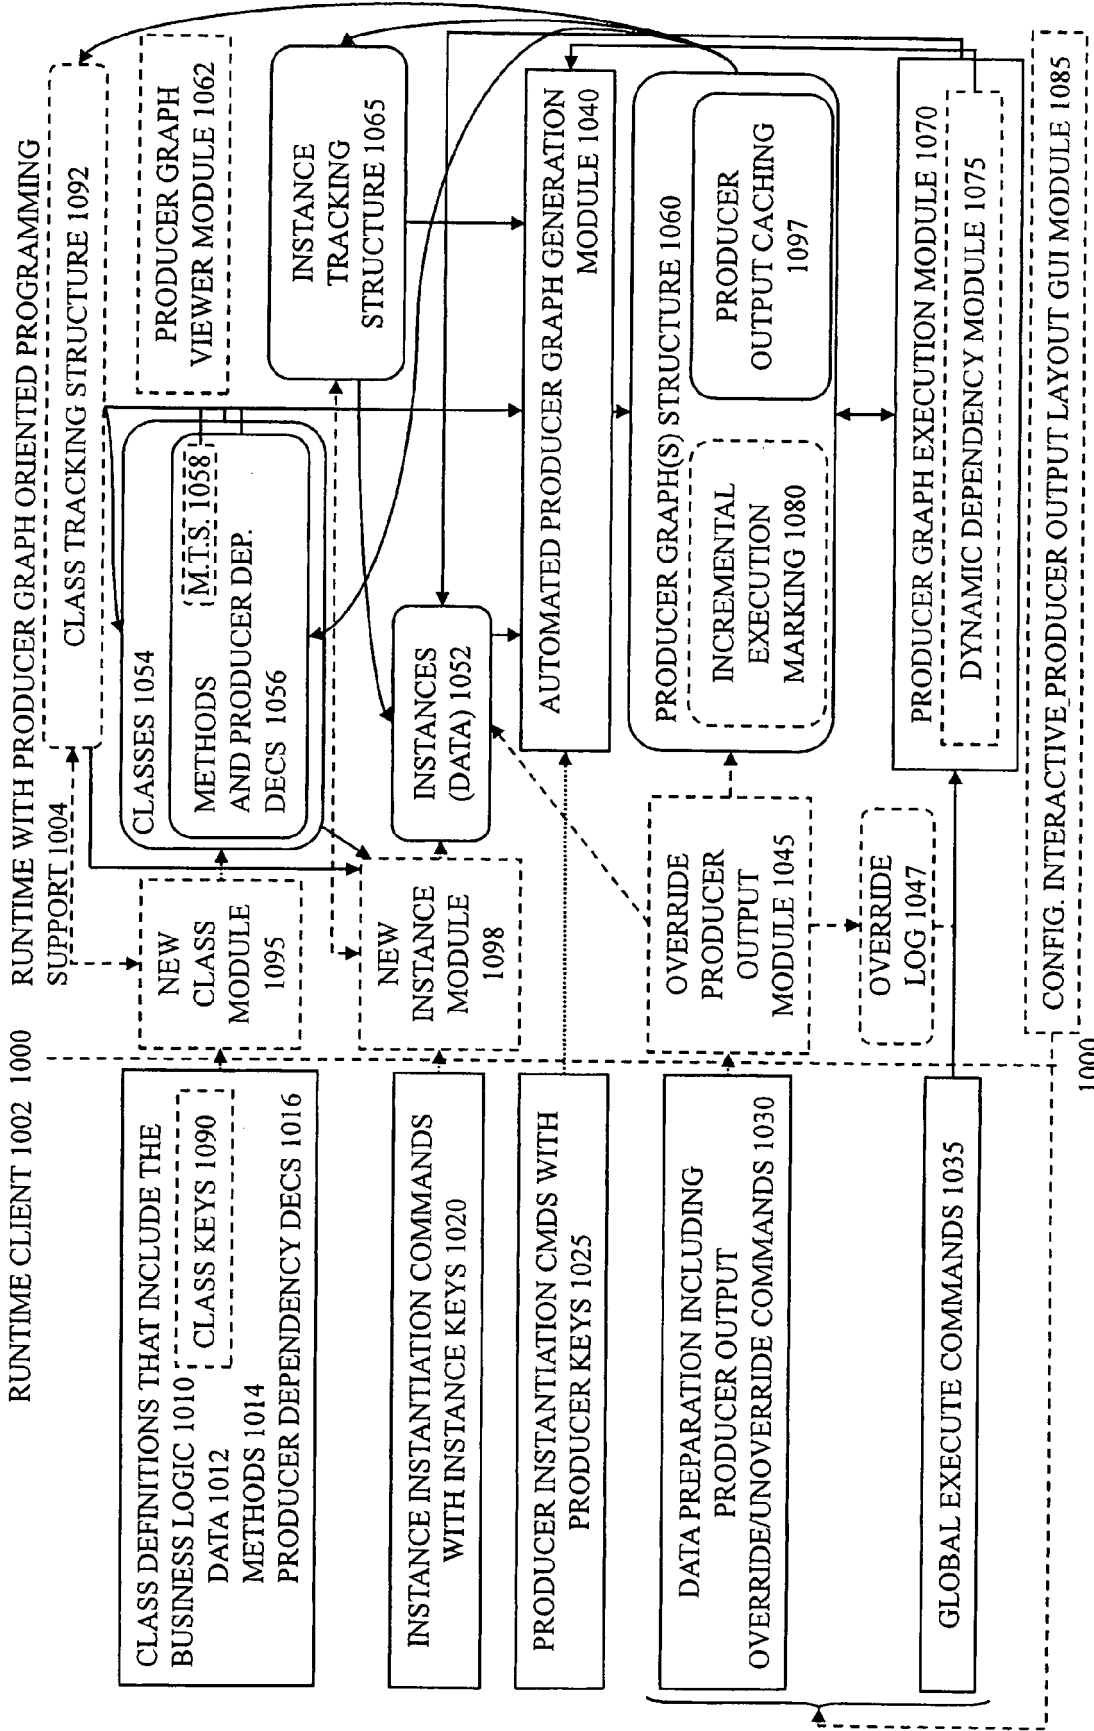 RUNTIME CLIENT 1002
1000
RUNTIME WITH PRODUCER GRAPH ORIENTED PROGRAMMING
SUPPORT 1004
CLASS DEFINITIONS THAT INCLUDE THE
BUSINESS LOGIC 1010
CLASS KEYS 1090
DATA 1012
METHODS 1014
PRODUCER DEPENDENCY DECS 1016
INSTANCE INSTANTIATION COMMANDS
WITH INSTANCE KEYS 1020
PRODUCER INSTANTIATION CMDS WITH
PRODUCER KEYS 1025
DATA PREPARATION INCLUDING
PRODUCER OUTPUT
OVERRIDE/UNOVERRIDE COMMANDS 1030
GLOBAL EXECUTE COMMANDS 1035
NEW
CLASS
MODULE
1095
NEW
INSTANCE
MODULE
1098
OVERRIDE
PRODUCER
OUTPUT
MODULE 1045
OVERRIDE
LOG 1047
CLASS TRACKING STRUCTURE 1092
CLASSES 1054
M.T.S. 1058
METHODS
AND PRODUCER DEP.
DECS 1056
PRODUCER GRAPH
VIEWER MODULE 1062
INSTANCES
(DATA) 1052
INSTANCE
TRACKING
STRUCTURE 1065
AUTOMATED PRODUCER GRAPH GENERATION
MODULE 1040
PRODUCER GRAPH(S) STRUCTURE 1060
INCREMENTAL
EXECUTION
MARKING 1080
PRODUCER
OUTPUT CACHING
1097
PRODUCER GRAPH EXECUTION MODULE 1070
DYNAMIC DEPENDENCY MODULE 1075
CONFIG. INTERACTIVE PRODUCER OUTPUT LAYOUT GUI MODULE 1085
1000